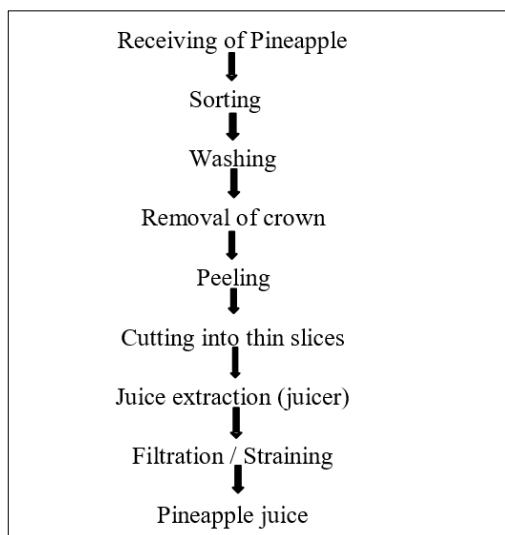 Receiving of Pineapple
Sorting
Washing
Removal of crown
Peeling
Cutting into thin slices
Juice extraction (juicer)
Filtration / Straining
Pineapple juice